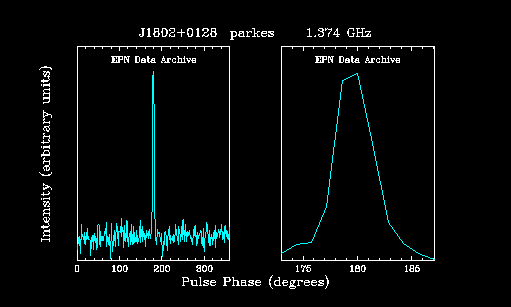 J1802+0128 parkes 1.374 GHz
EPN Data Archive
EPN Data Archive
Intensity (arbitrary units)
0 100 200 300
175 180 185
Pulse Phase (degrees)